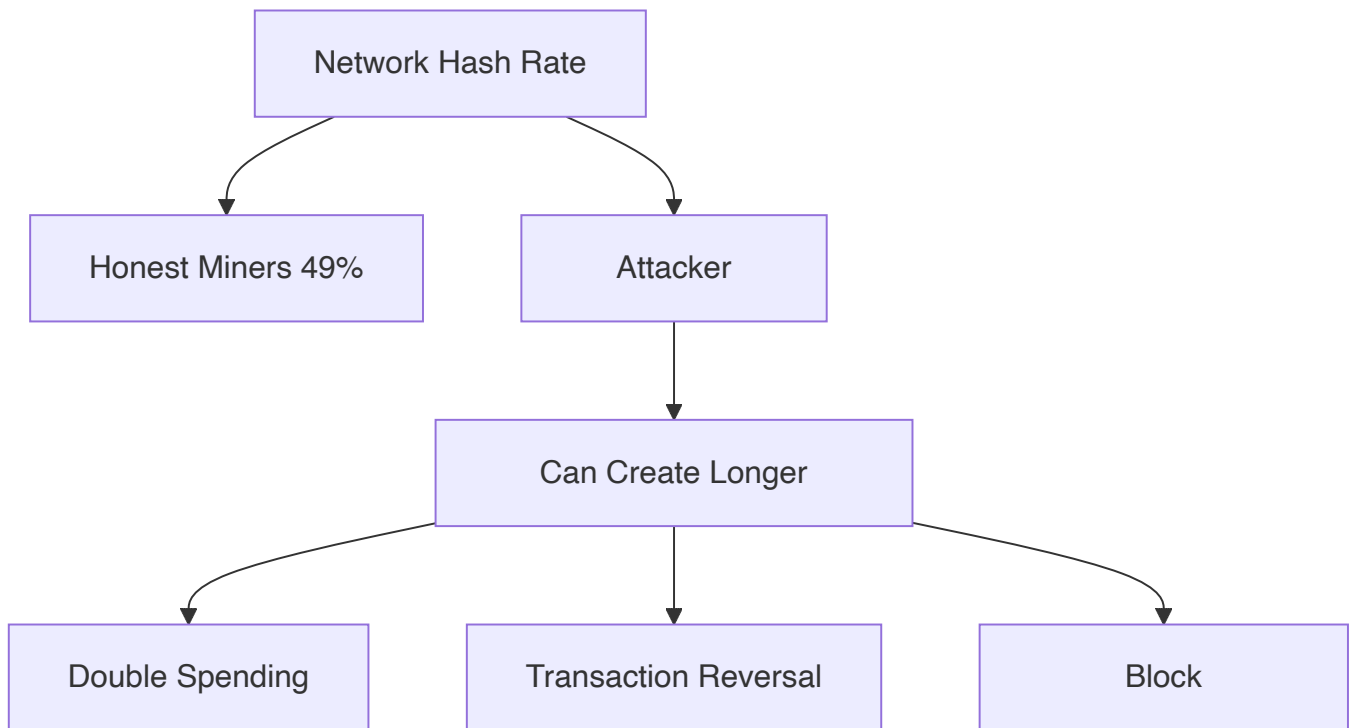 Network Hash Rate
Honest Miners 49%
Attacker
Can Create Longer
Double Spending
Transaction Reversal
Block